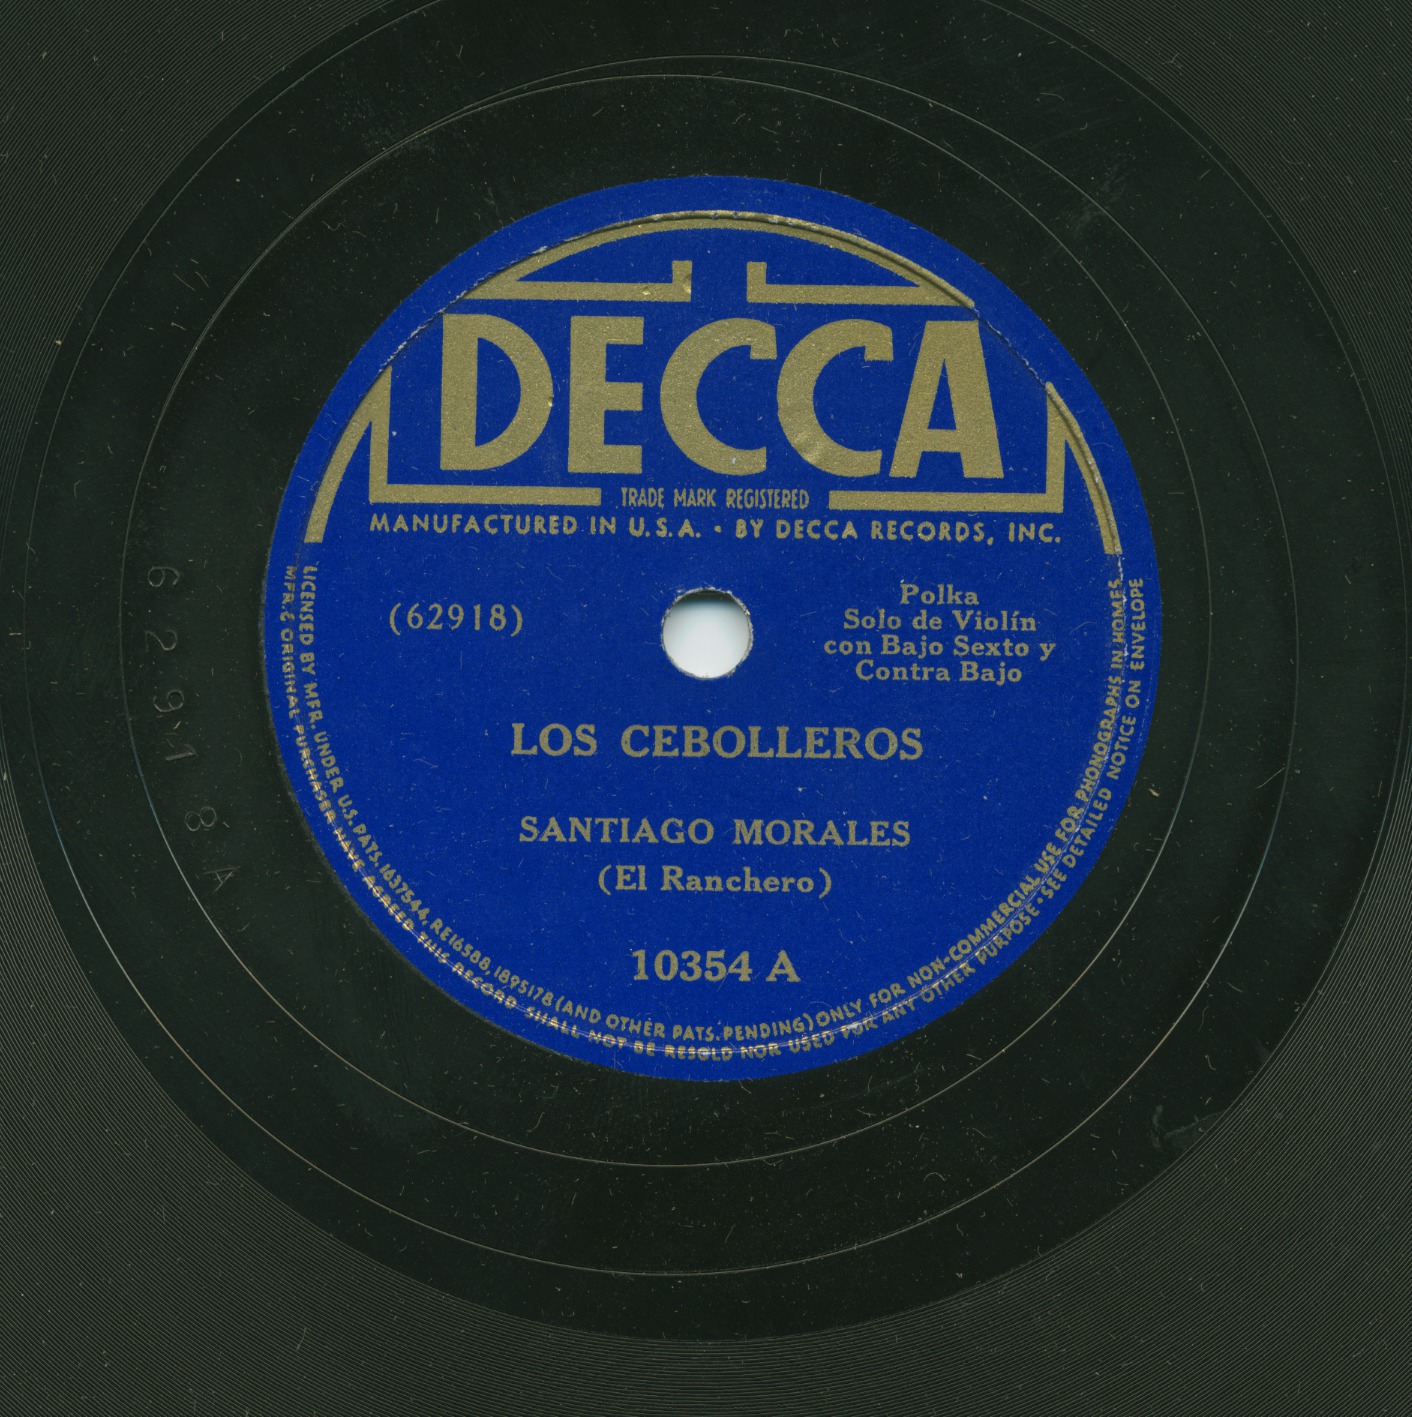 DECCA
TRADE MARK REGISTERED
MANUFACTURED IN U.S.A. • BY DECCA RECORDS, INC.
(62918)
Polka
Solo de Violín
con Bajo Sexto y
Contra Bajo
LOS CEBOLLEROS
SANTIAGO MORALES
(El Ranchero)
10354 A
LICENSED BY MFR. UNDER U.S. PATS. 1637544, RE16588, 1895178 (AND OTHER PATS. PENDING) ONLY FOR NON-COMMERCIAL USE FOR PHONOGRAPHS IN HOMES
MFR. & ORIGINAL PURCHASER HAVE AGREED THIS RECORD SHALL NOT BE RESOLD NOR USED FOR ANY OTHER PURPOSE • SEE DETAILED NOTICE ON ENVELOPE
62918 A